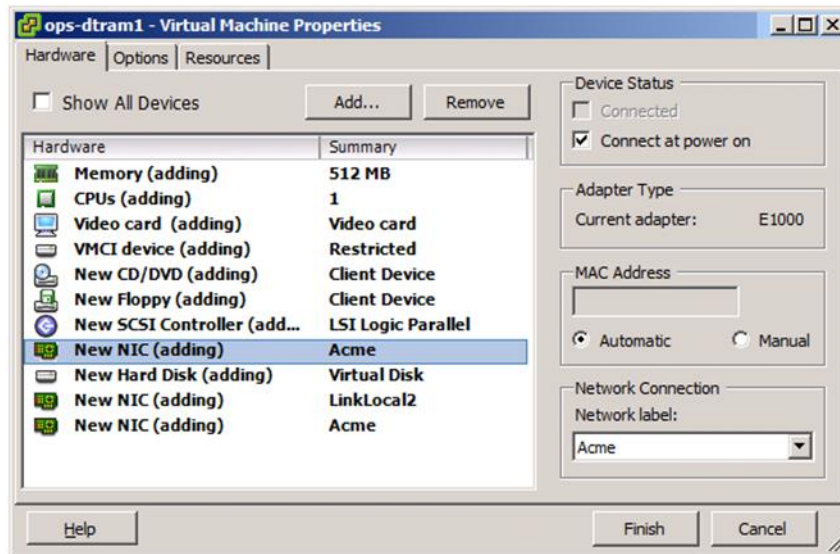 ops-dtram1 - Virtual Machine Properties
Hardware Options Resources
Show All Devices Add... Remove
Hardware Summary
Memory (adding) 512 MB
CPUs (adding) 1
Video card (adding) Video card
VMCI device (adding) Restricted
New CD/DVD (adding) Client Device
New Floppy (adding) Client Device
New SCSI Controller (add... LSI Logic Parallel
New NIC (adding) Acme
New Hard Disk (adding) Virtual Disk
New NIC (adding) LinkLocal2
New NIC (adding) Acme
Device Status
Connected
Connect at power on
Adapter Type
Current adapter: E1000
MAC Address
Automatic Manual
Network Connection
Network label:
Acme
Help Finish Cancel